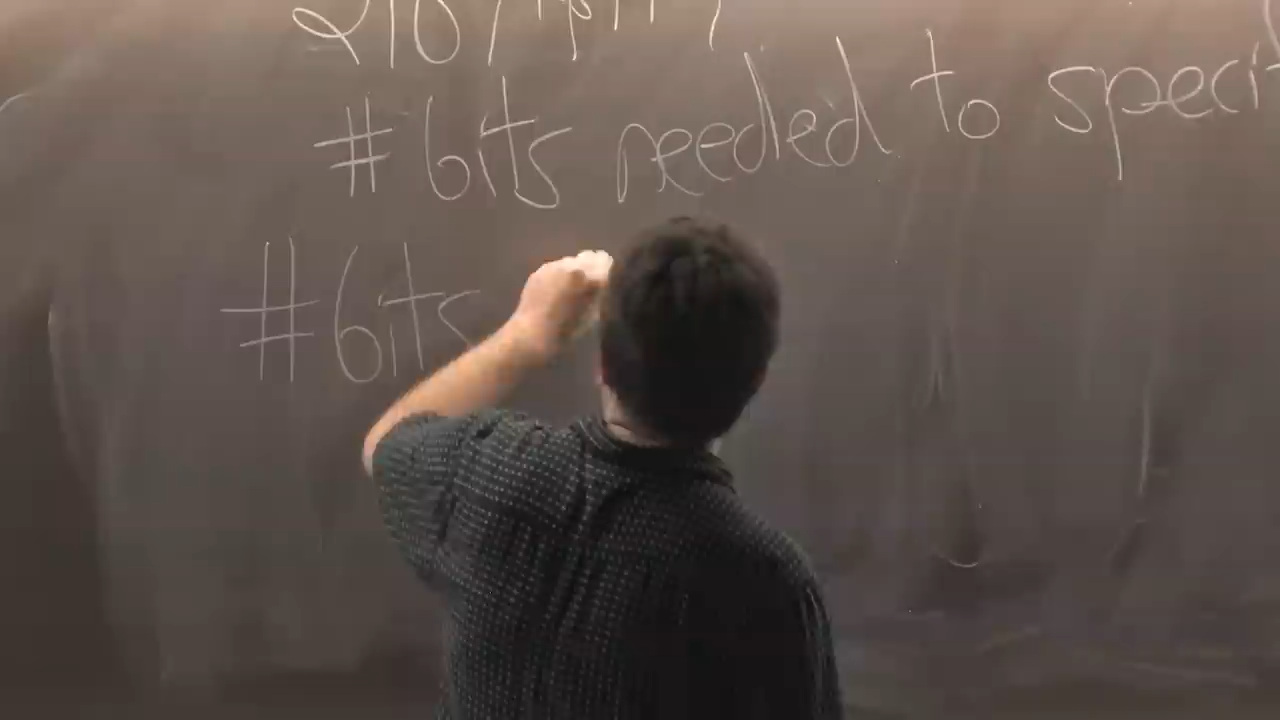 # bits needed to speci
# bits